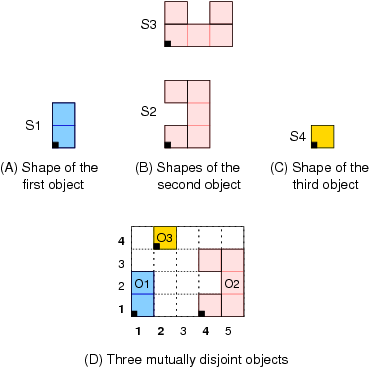 S3
S1
S2
S4
(A) Shape of the
first object
(B) Shapes of the
second object
(C) Shape of the
third object
4
O3
3
2
O1
O2
1
1 2 3 4 5
(D) Three mutually disjoint objects